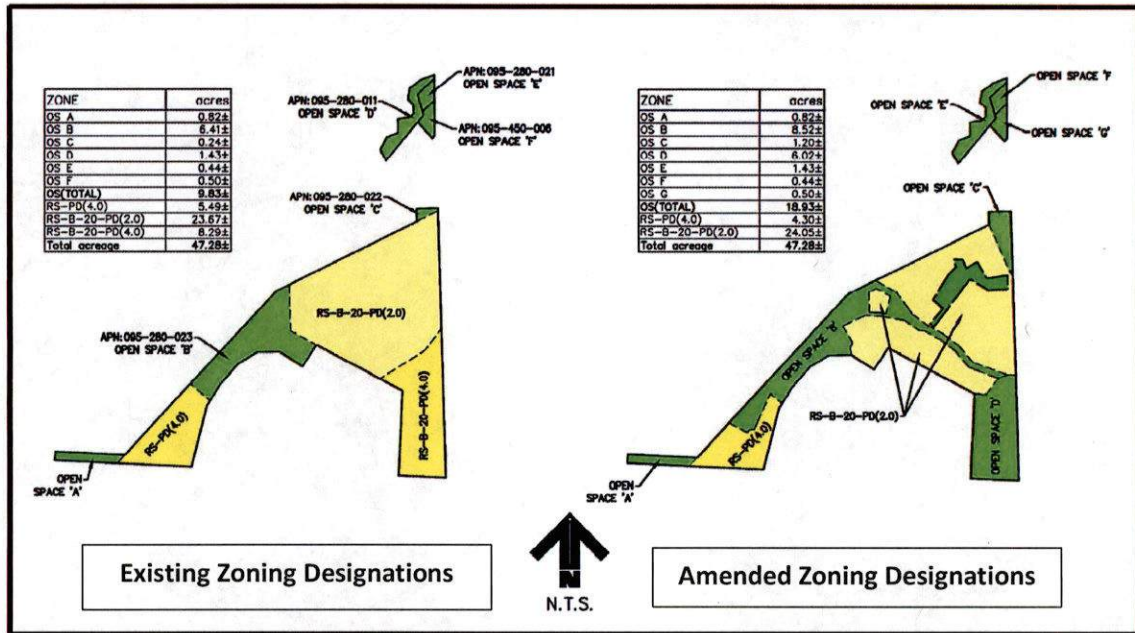 ZONE acres
OS A 0.82±
OS B 6.41±
OS C 0.24±
OS D 1.43±
OS E 0.44±
OS F 0.50±
OS(TOTAL) 9.83±
RS-PD(4.0) 5.49±
RS-B-20-PD(2.0) 23.67±
RS-B-20-PD(4.0) 8.29±
Total acreage 47.28±
APN:095-280-021
OPEN SPACE 'E'
APN:095-280-011
OPEN SPACE 'D'
APN:095-450-006
OPEN SPACE 'F'
APN:095-280-022
OPEN SPACE 'C'
RS-B-20-PD(2.0)
APN:095-280-023
OPEN SPACE 'B'
RS-PD(4.0)
RS-B-20-PD(4.0)
OPEN
SPACE 'A'
Existing Zoning Designations
N
N.T.S.
ZONE acres
OS A 0.82±
OS B 8.52±
OS C 1.20±
OS D 6.02±
OS E 1.43±
OS F 0.44±
OS G 0.50±
OS(TOTAL) 18.93±
RS-PD(4.0) 4.30±
RS-B-20-PD(2.0) 24.05±
Total acreage 47.28±
OPEN SPACE 'F'
OPEN SPACE 'E'
OPEN SPACE 'G'
OPEN SPACE 'C'
OPEN SPACE 'B'
RS-B-20-PD(2.0)
RS-PD(4.0)
OPEN SPACE 'D'
OPEN
SPACE 'A'
Amended Zoning Designations